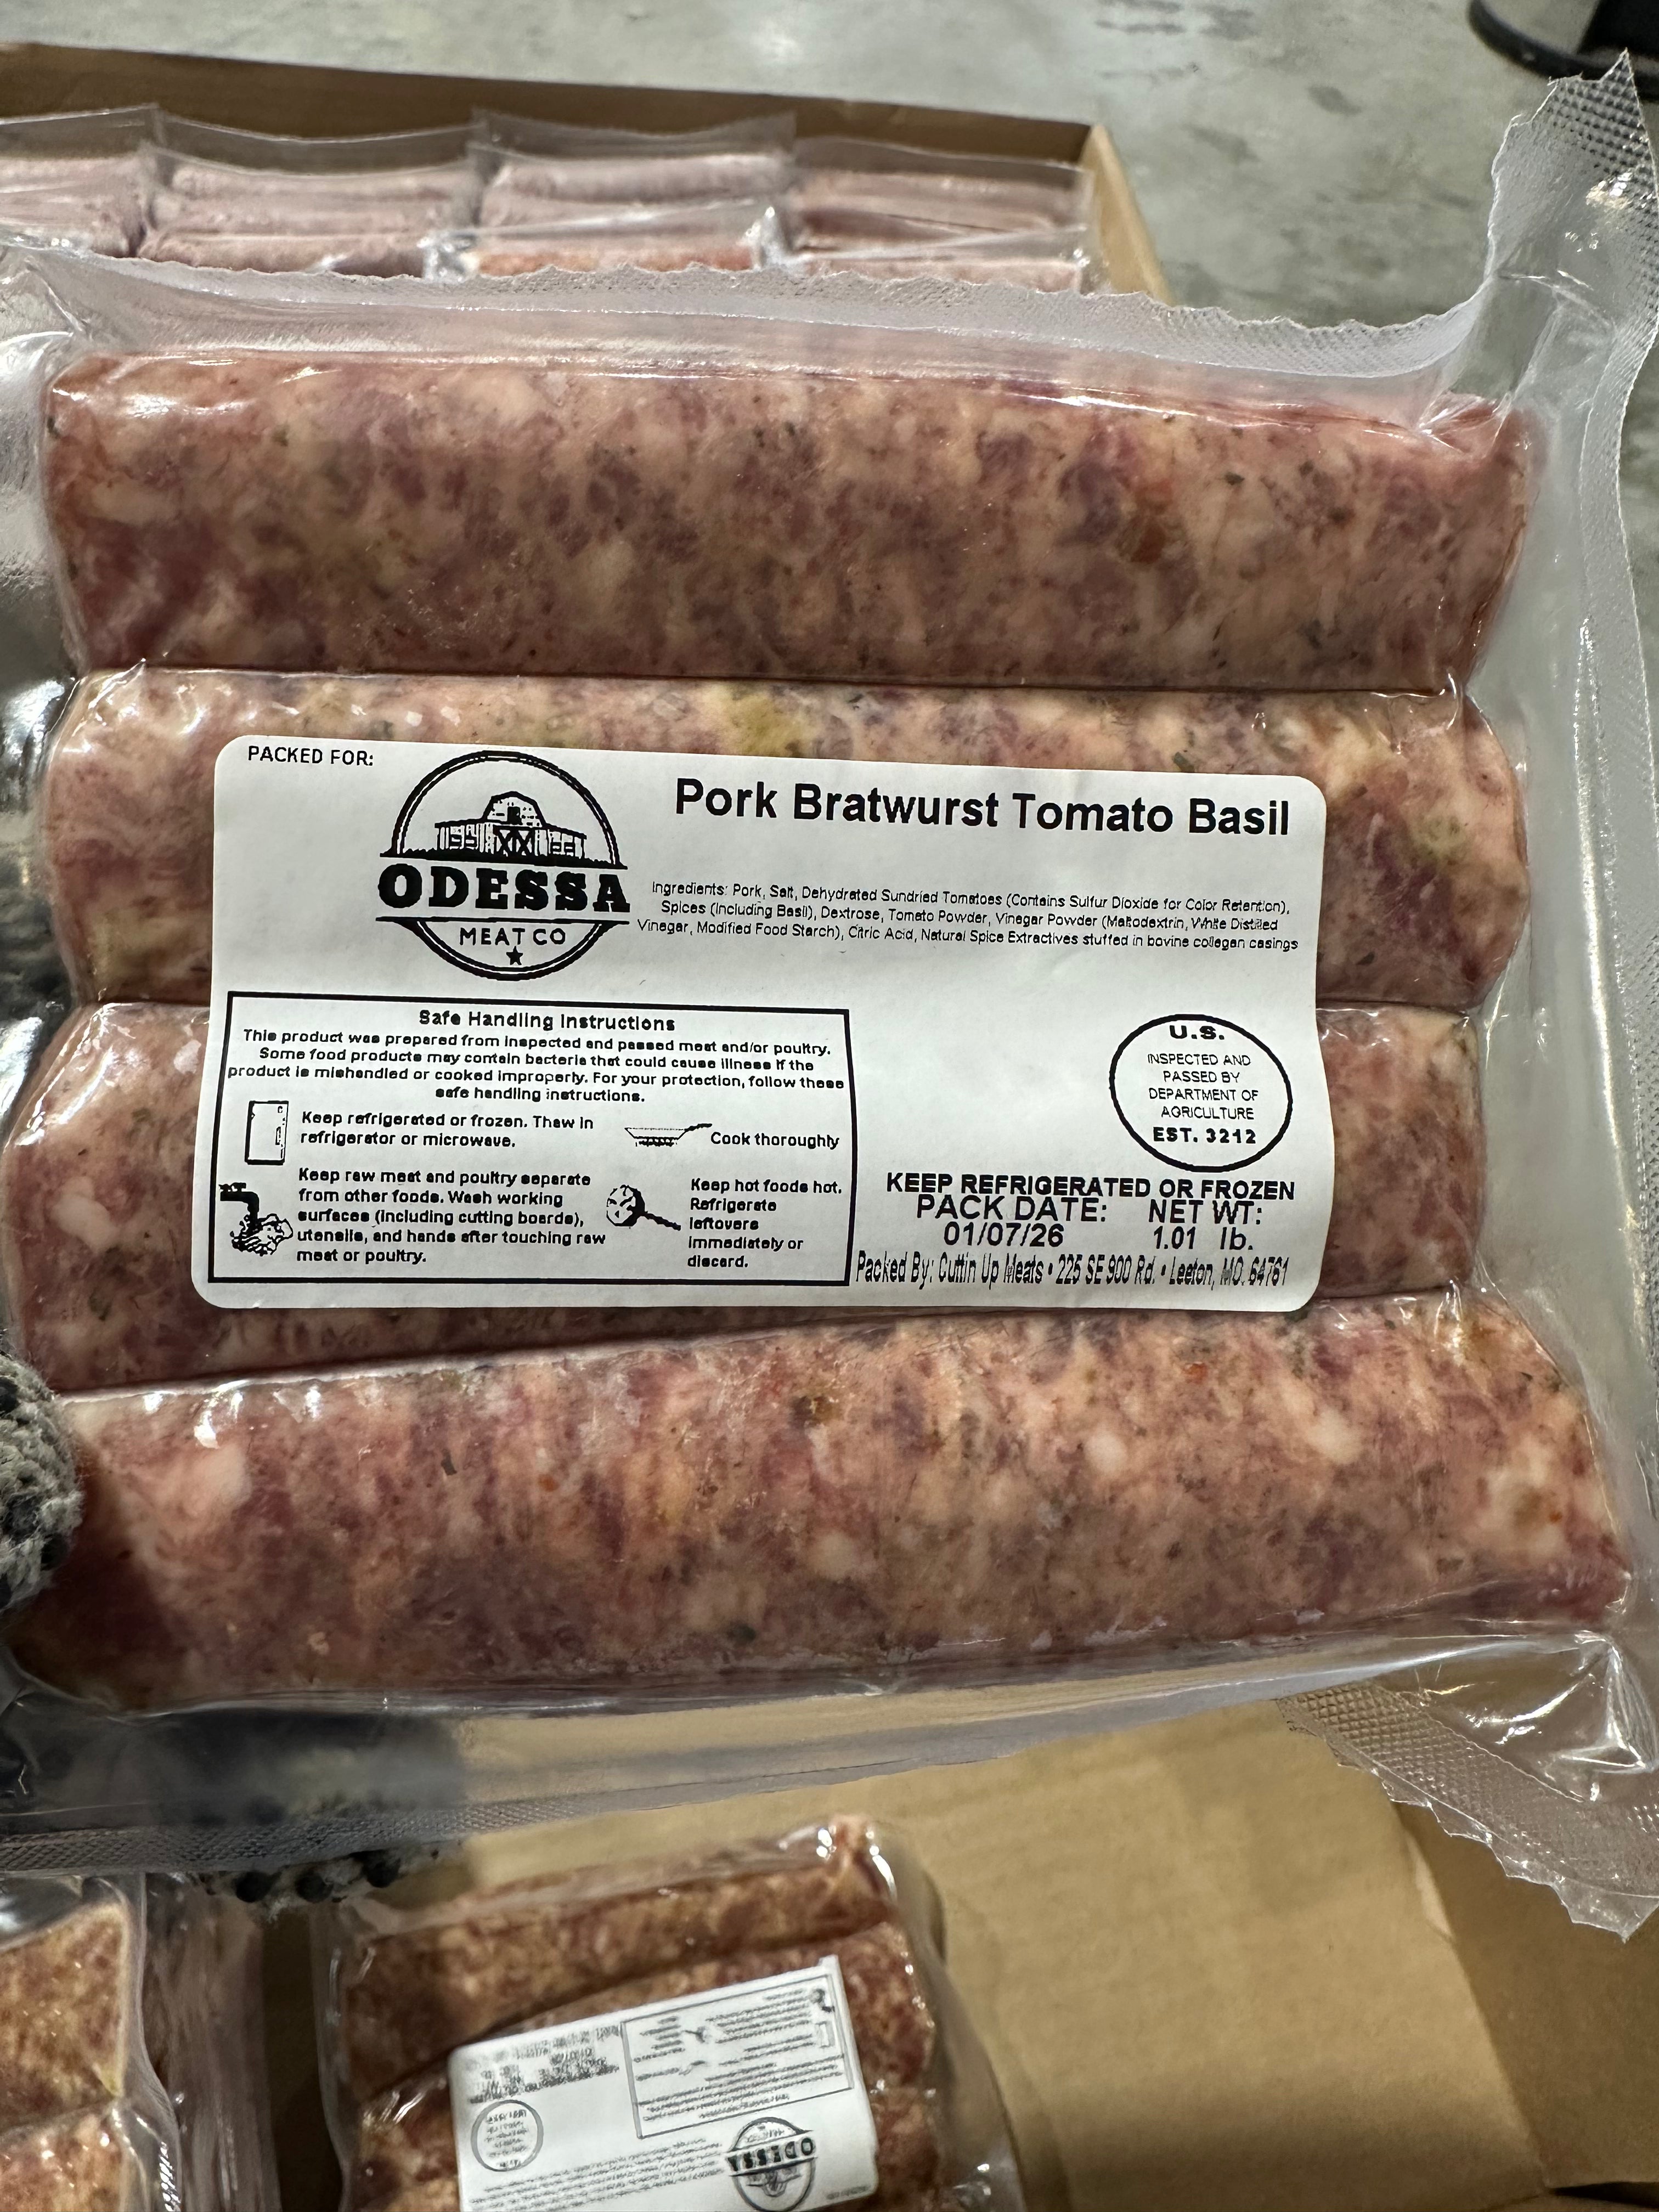 PACKED FOR:
ODESSA
MEAT CO
Pork Bratwurst Tomato Basil
Ingredients: Pork, Salt, Dehydrated Sundried Tomatoes (Contains Sulfur Dioxide for Color Retention),
Spices (Including Basil), Dextrose, Tomato Powder, Vinegar Powder (Maltodextrin, White Distilled
Vinegar, Modified Food Starch), Citric Acid, Natural Spice Extractives stuffed in bovine collagen casings
Safe Handling Instructions
This product was prepared from inspected and passed meat and/or poultry.
Some food products may contain bacteria that could cause illness if the
product is mishandled or cooked improperly. For your protection, follow these
safe handling instructions.
Keep refrigerated or frozen. Thaw in
refrigerator or microwave.
Cook thoroughly
Keep raw meat and poultry separate
from other foods. Wash working
surfaces (including cutting boards),
utensils, and hands after touching raw
meat or poultry.
Keep hot foods hot.
Refrigerate
leftovers
immediately or
discard.
U.S.
INSPECTED AND
PASSED BY
DEPARTMENT OF
AGRICULTURE
EST. 3212
KEEP REFRIGERATED OR FROZEN
PACK DATE: NET WT:
01/07/26 1.01 lb.
Packed By: Cuttin Up Meats • 225 SE 900 Rd. • Leeton, MO. 64761
ODESSA